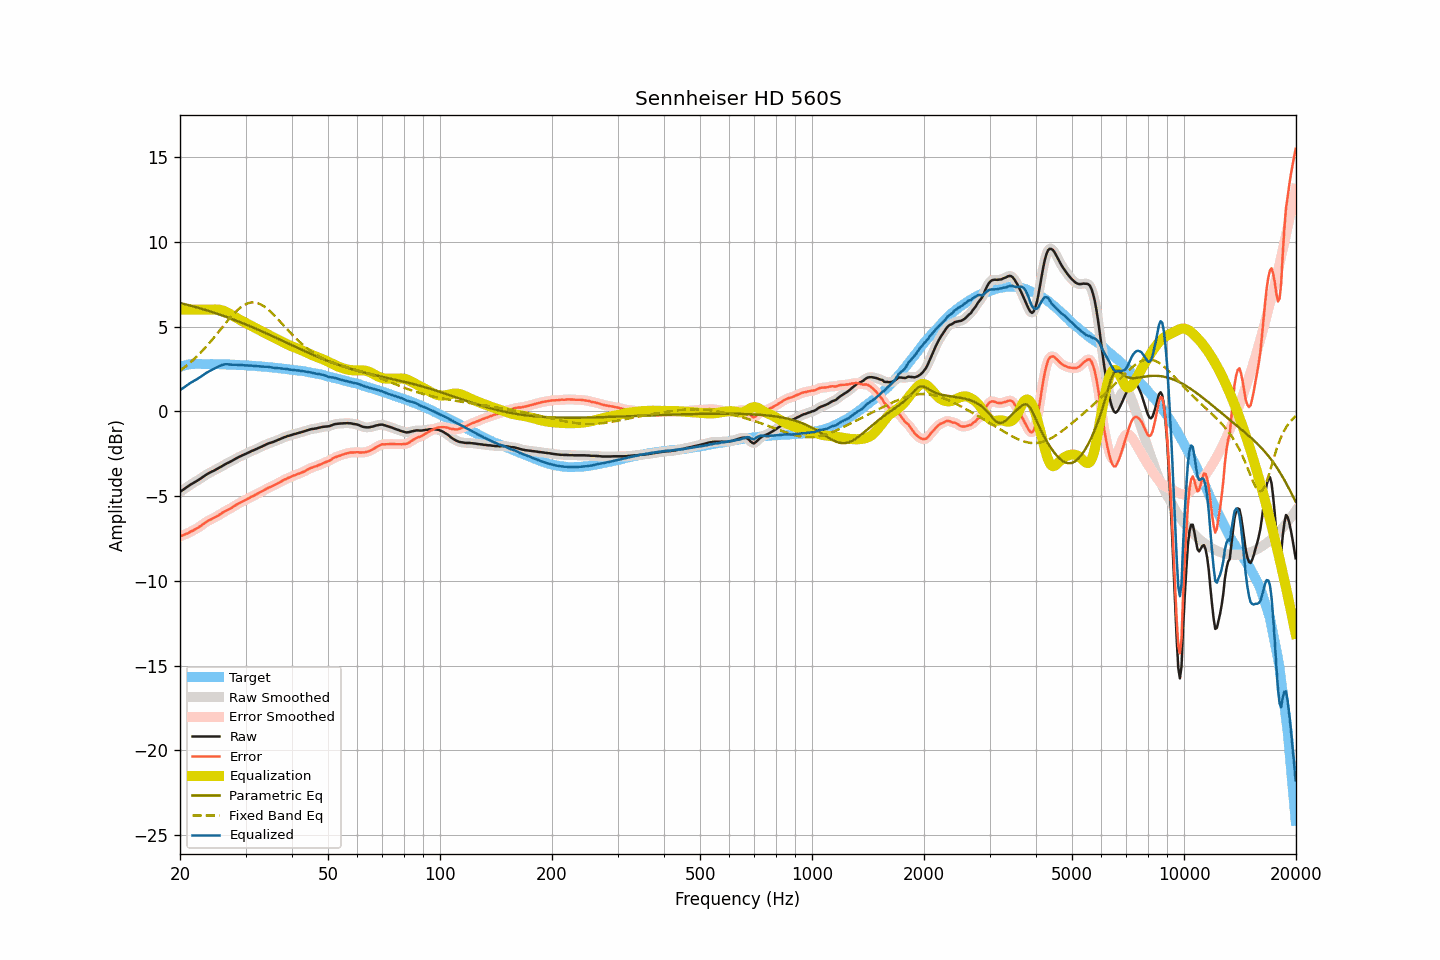 Sennheiser HD 560S
15
10
5
0
−5
−10
−15
−20
−25
Amplitude (dBr)
Target
Raw Smoothed
Error Smoothed
Raw
Error
Equalization
Parametric Eq
Fixed Band Eq
Equalized
20 50 100 200 500 1000 2000 5000 10000 20000
Frequency (Hz)